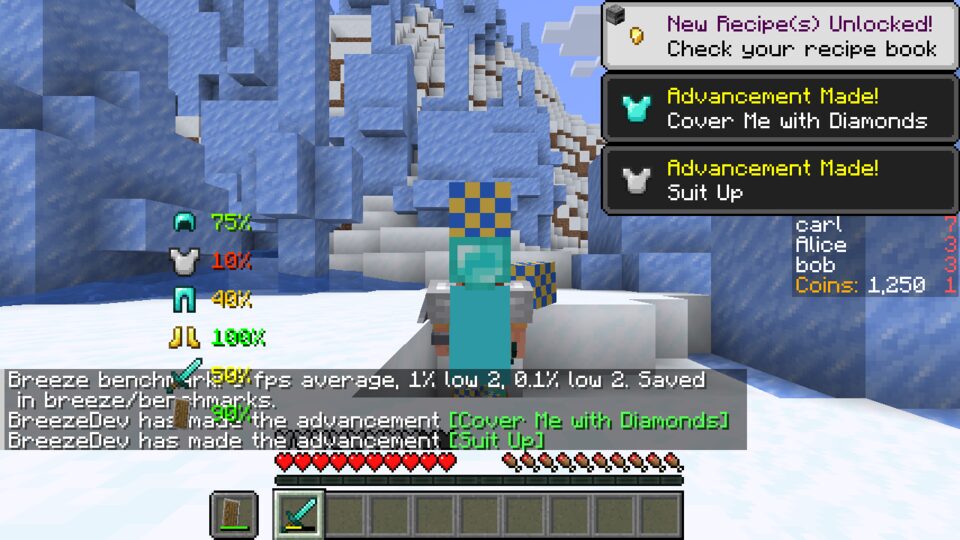 New Recipe(s) Unlocked!
Check your recipe book
Advancement Made!
Cover Me with Diamonds
Advancement Made!
Suit Up
carl 7
Alice 3
bob 3
Coins: 1,250 1
75%
10%
40%
100%
50%
90%
Breeze benchmark: fps average, 1% low 2, 0.1% low 2. Saved
in breeze/benchmarks.
BreezeDev has made the advancement [Cover Me with Diamonds]
BreezeDev has made the advancement [Suit Up]